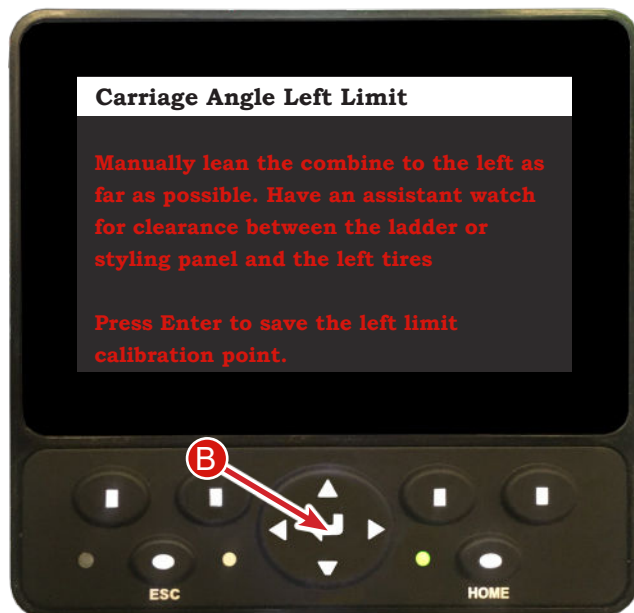 Carriage Angle Left Limit
Manually lean the combine to the left as
far as possible. Have an assistant watch
for clearance between the ladder or
styling panel and the left tires
Press Enter to save the left limit
calibration point.
B
ESC
HOME